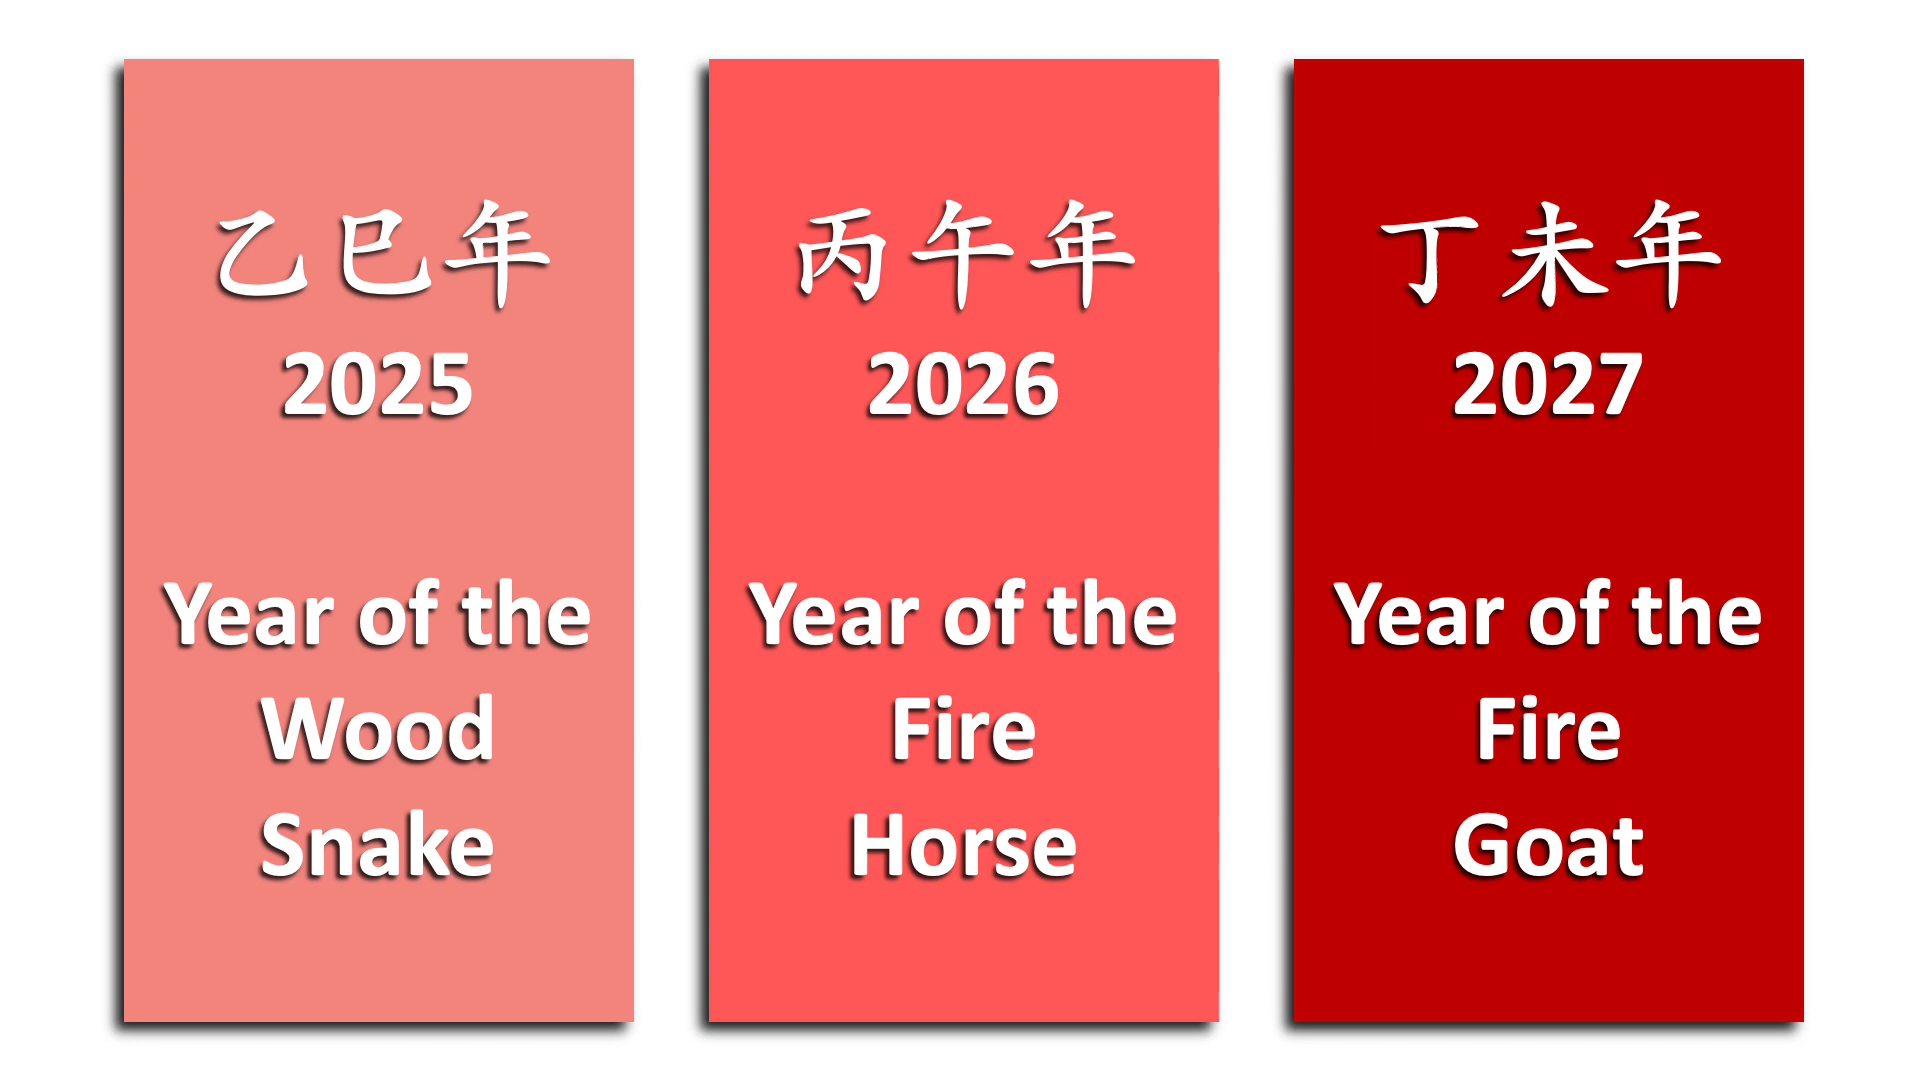 乙巳年
2025
Year of the
Wood
Snake
丙午年
2026
Year of the
Fire
Horse
丁未年
2027
Year of the
Fire
Goat